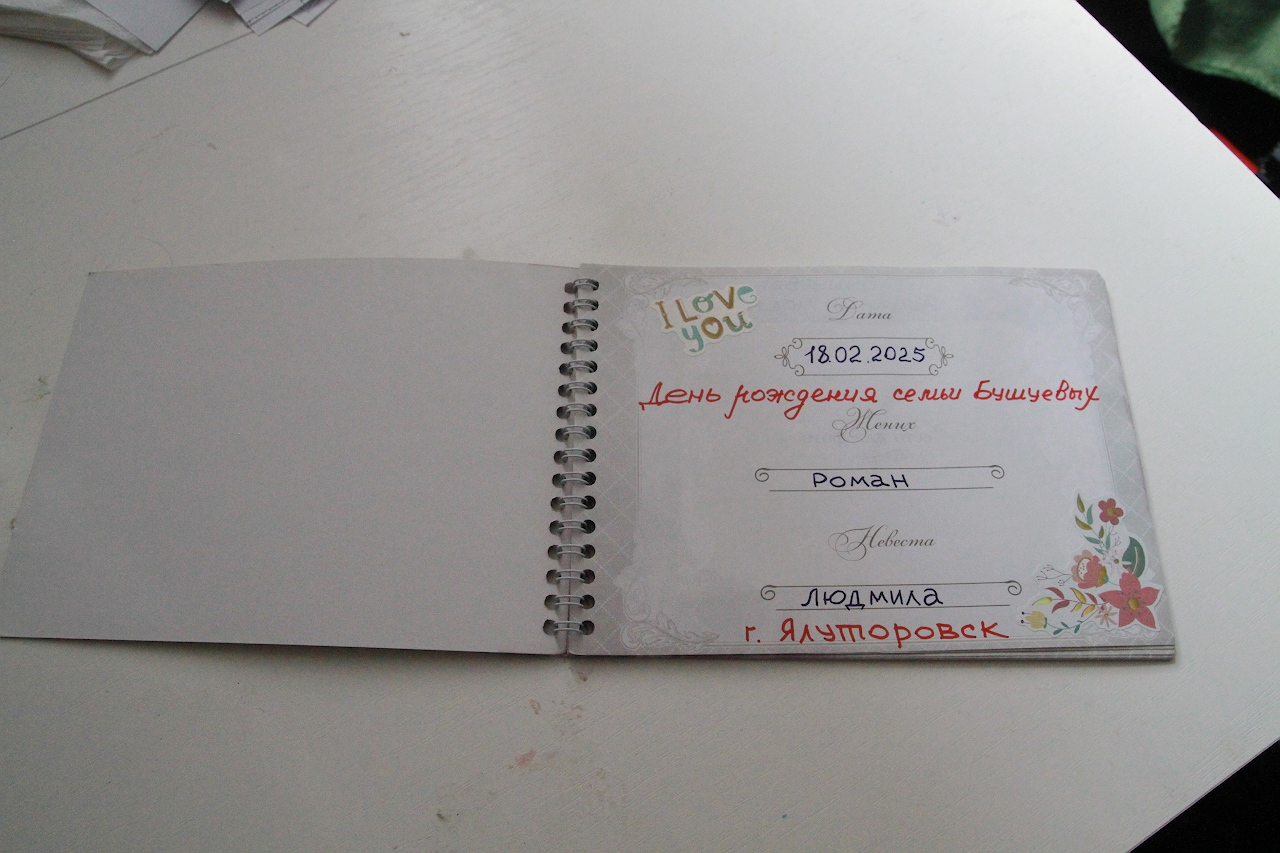 I Love
you
Дата
18.02.2025
День рождения семьи Бушуевых
Жених
Роман
Невеста
Людмила
г. Ялуторовск